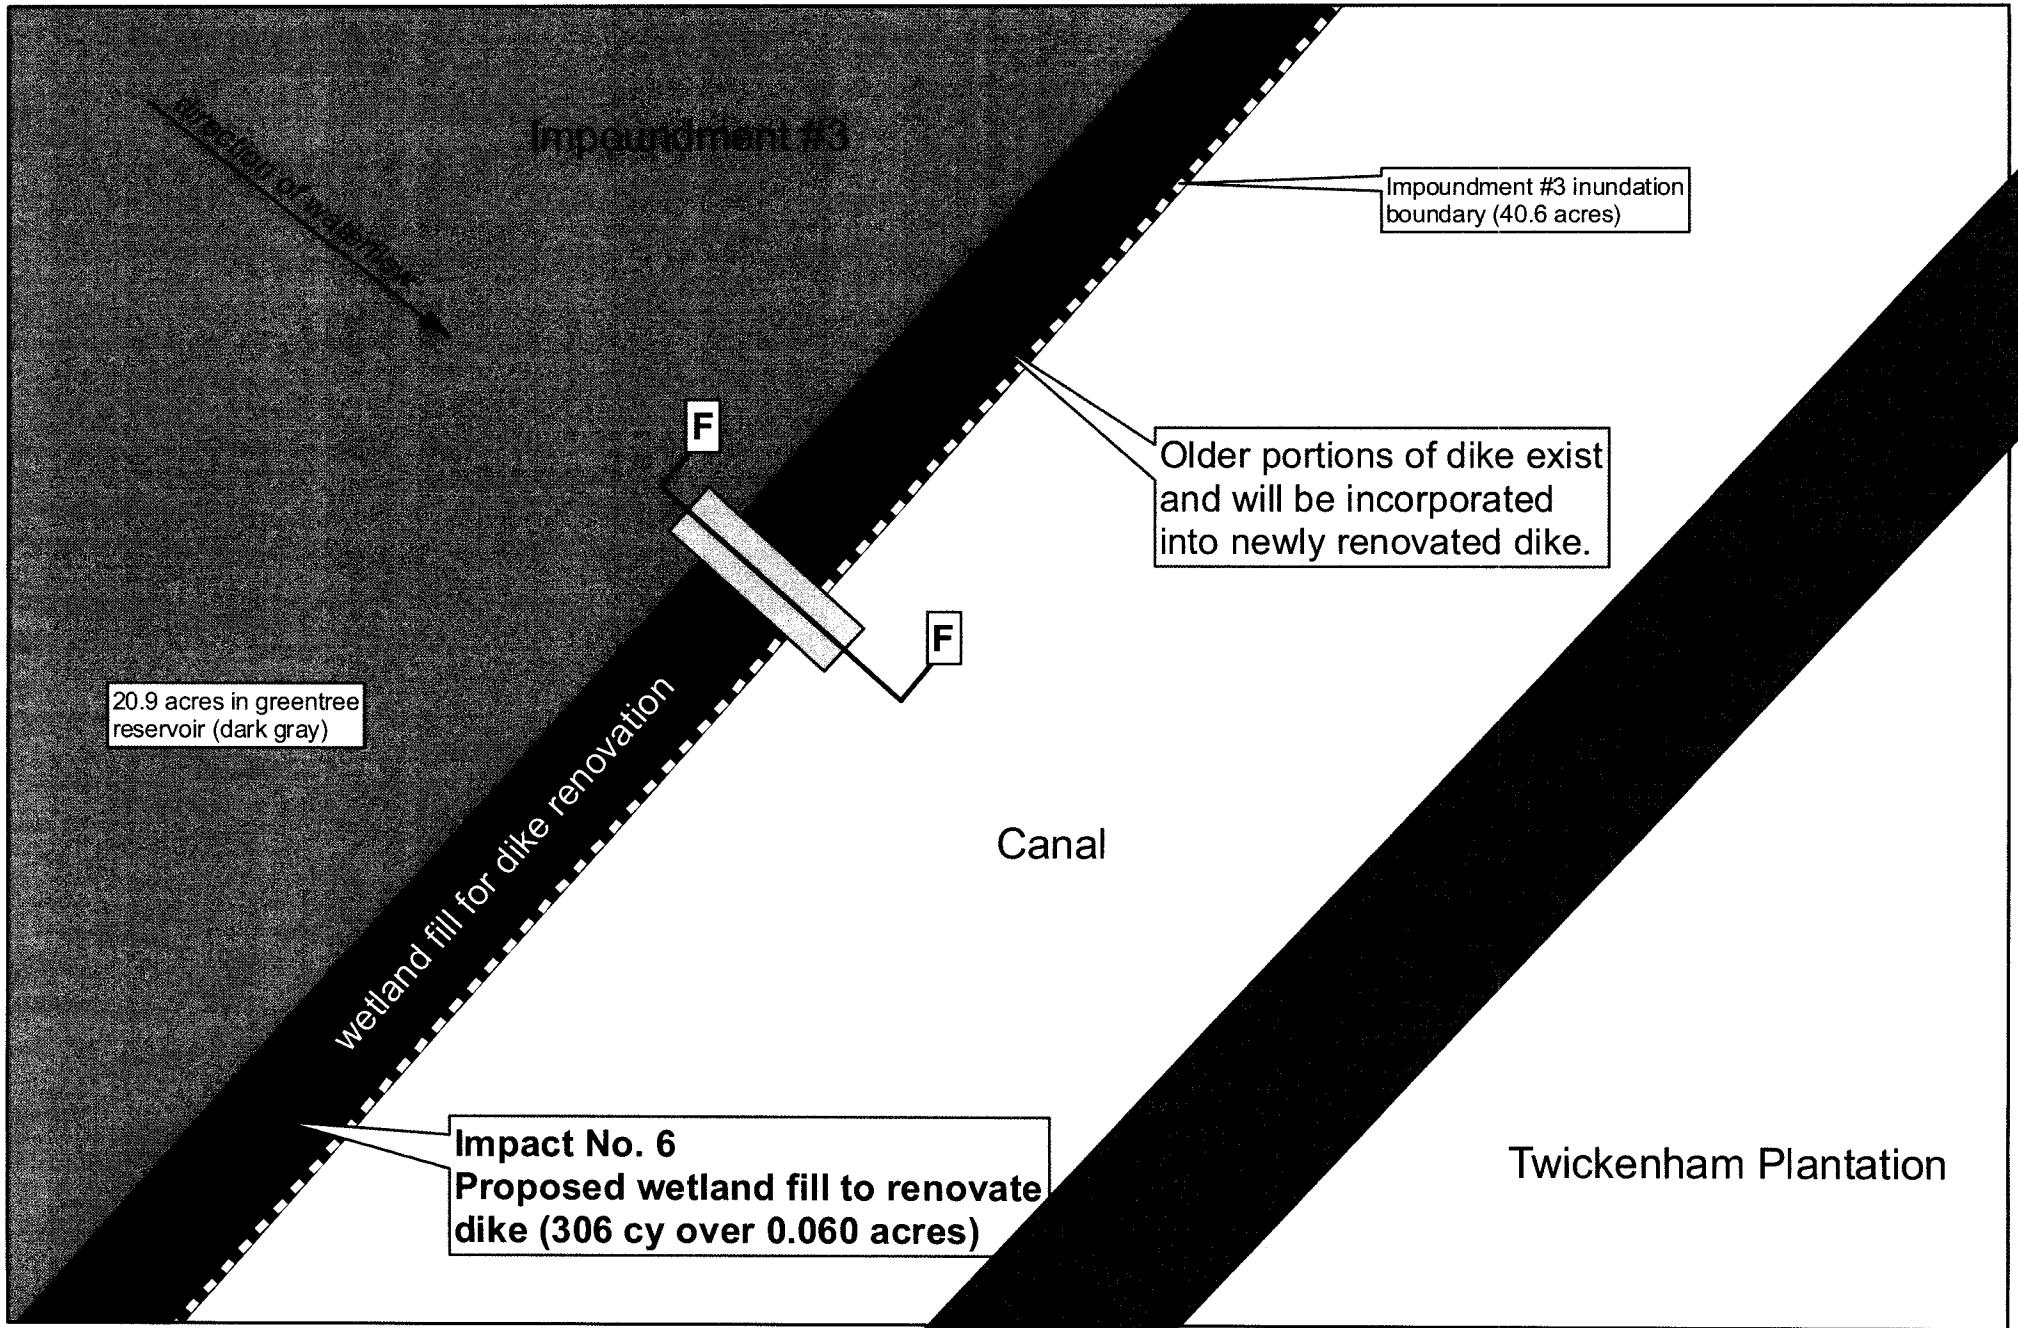 direction of waterflow
Impoundment #3
Impoundment #3 inundation
boundary (40.6 acres)
F
Older portions of dike exist
and will be incorporated
into newly renovated dike.
F
20.9 acres in greentree
reservoir (dark gray)
wetland fill for dike renovation
Canal
Impact No. 6
Proposed wetland fill to renovate
dike (306 cy over 0.060 acres)
Twickenham Plantation